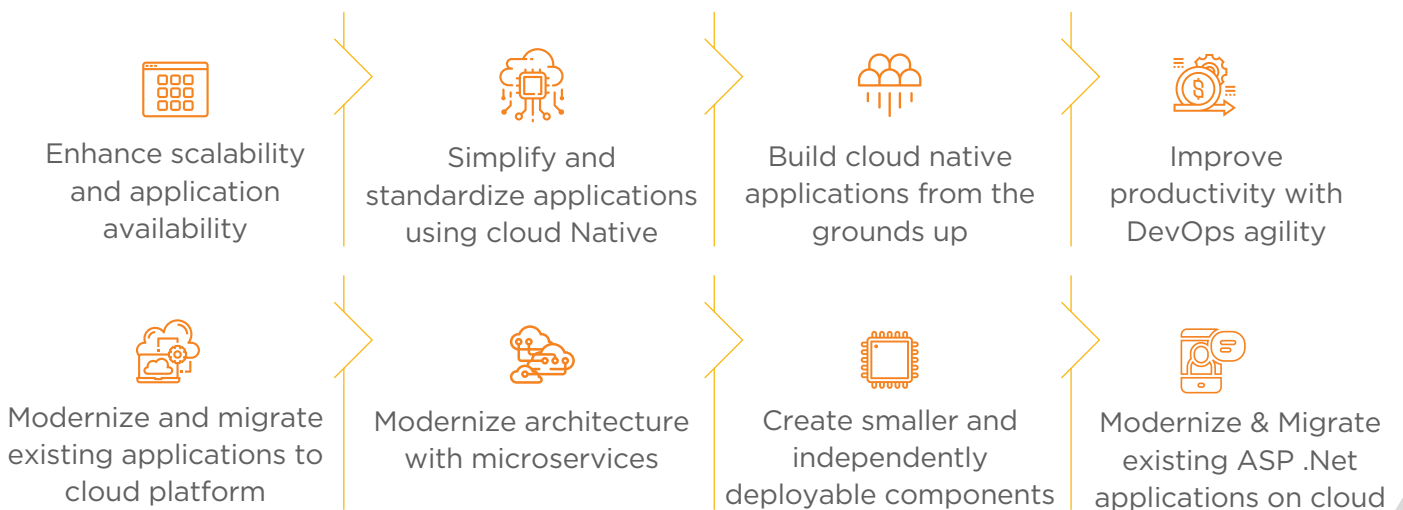 Enhance scalability
and application
availability
Simplify and
standardize applications
using cloud Native
Build cloud native
applications from the
grounds up
Improve
productivity with
DevOps agility
Modernize and migrate
existing applications to
cloud platform
Modernize architecture
with microservices
Create smaller and
independently
deployable components
Modernize & Migrate
existing ASP .Net
applications on cloud